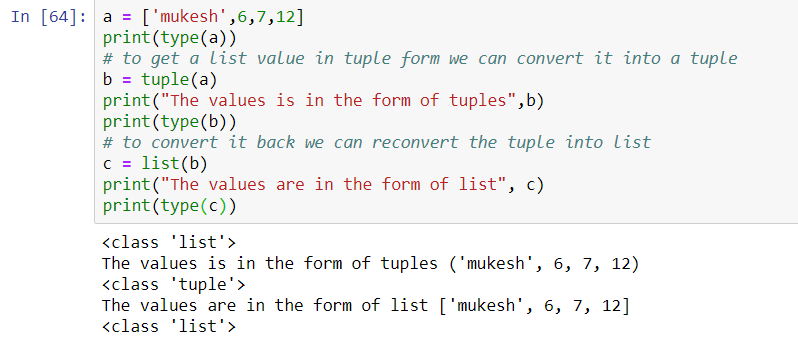 In [64]: a = ['mukesh',6,7,12]
print(type(a))
# to get a list value in tuple form we can convert it into a tuple
b = tuple(a)
print("The values is in the form of tuples",b)
print(type(b))
# to convert it back we can reconvert the tuple into list
c = list(b)
print("The values are in the form of list", c)
print(type(c))
<class 'list'>
The values is in the form of tuples ('mukesh', 6, 7, 12)
<class 'tuple'>
The values are in the form of list ['mukesh', 6, 7, 12]
<class 'list'>